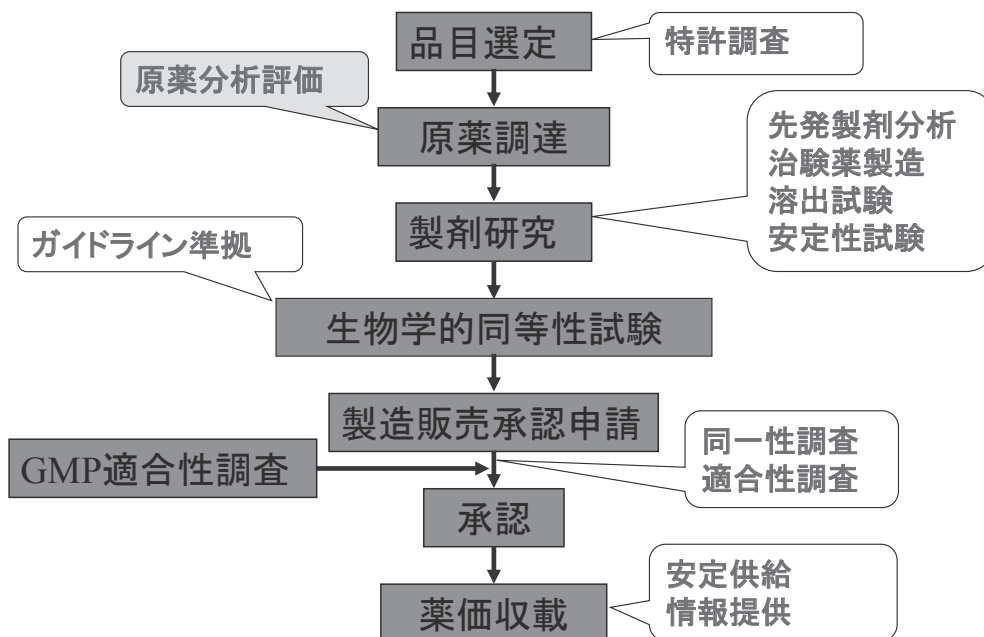 品目選定
特許調査
原薬分析評価
原薬調達
先発製剤分析
治験薬製造
溶出試験
安定性試験
製剤研究
ガイドライン準拠
生物学的同等性試験
製造販売承認申請
同一性調査
適合性調査
GMP適合性調査
承認
安定供給
情報提供
薬価収載